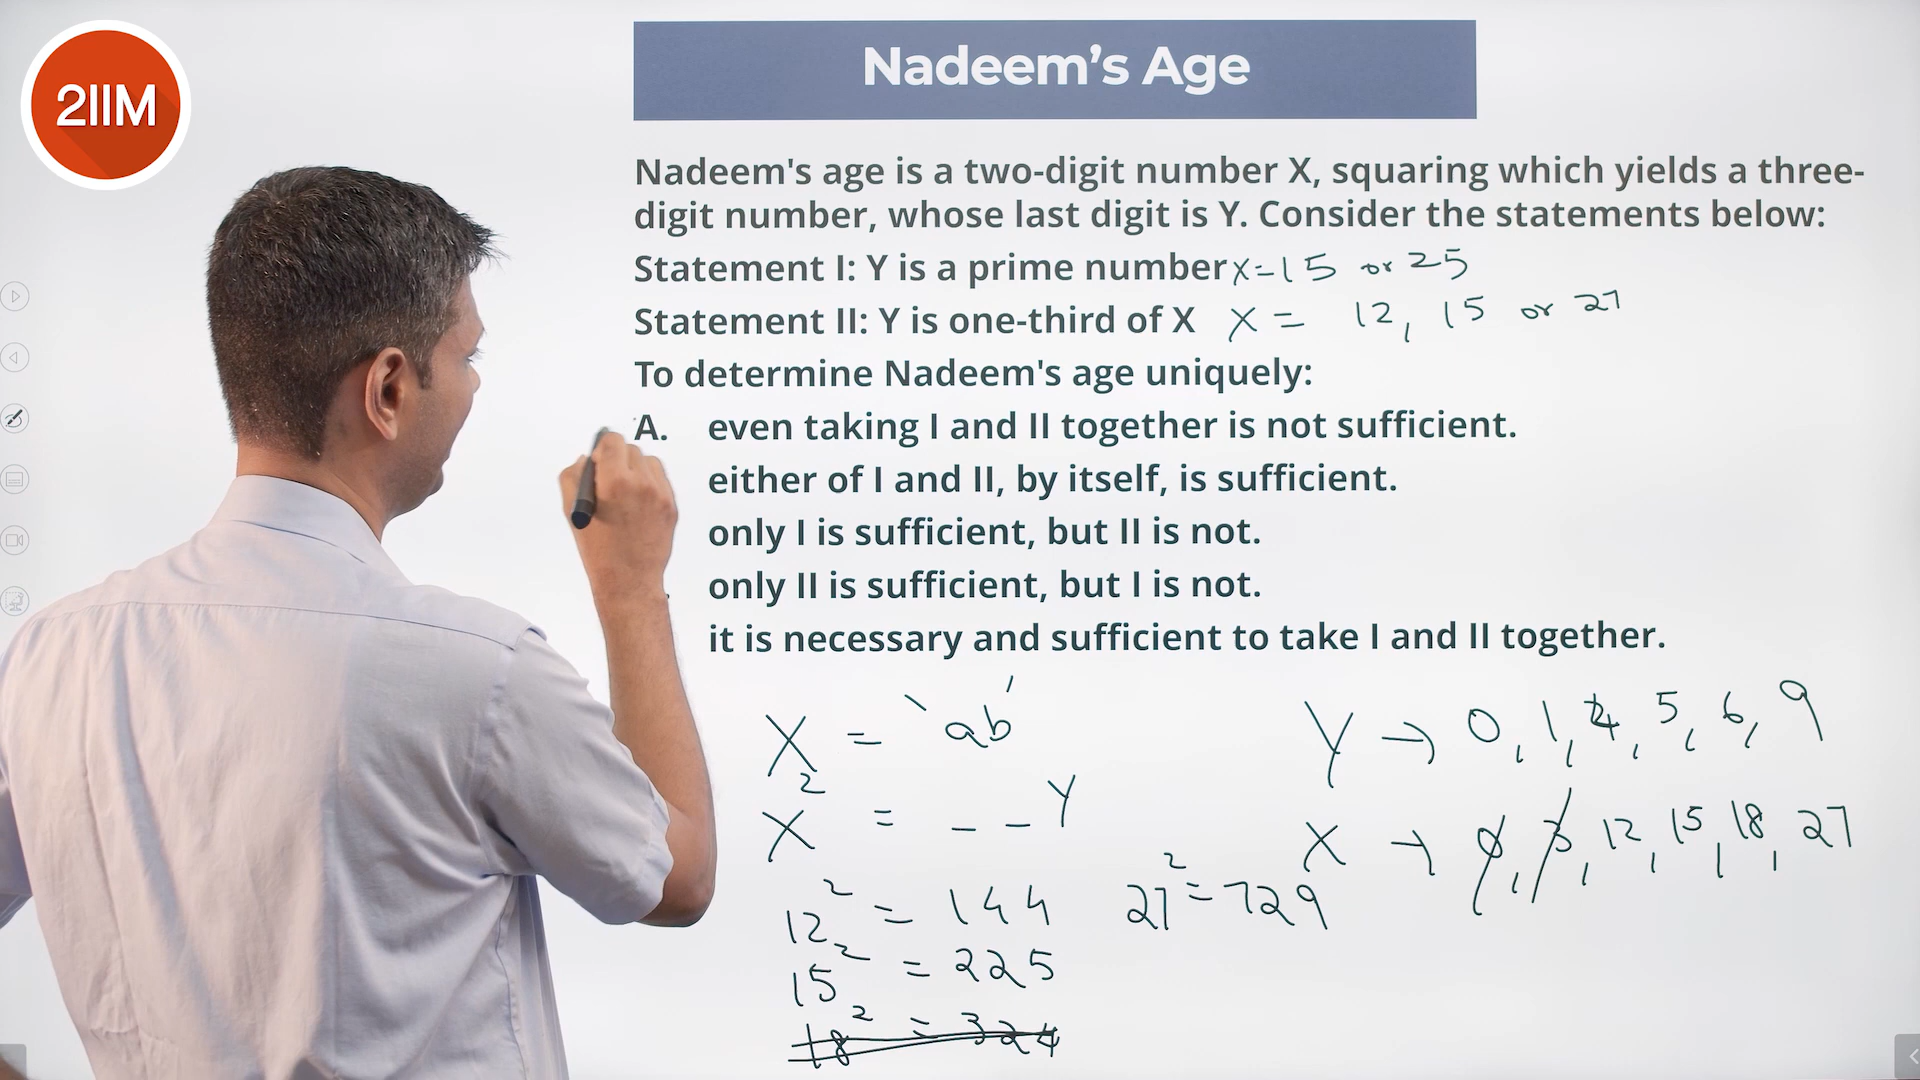 2IIM
Nadeem's Age
Nadeem's age is a two-digit number X, squaring which yields a three-
digit number, whose last digit is Y. Consider the statements below:
Statement I: Y is a prime number X=15 or 25
Statement II: Y is one-third of X X = 12, 15 or 27
To determine Nadeem's age uniquely:
A. even taking I and II together is not sufficient.
either of I and II, by itself, is sufficient.
only I is sufficient, but II is not.
only II is sufficient, but I is not.
it is necessary and sufficient to take I and II together.
X = 'ab' Y → 0, 1, 4, 5, 6, 9
X² = _ _ Y X → 0, 3, 12, 15, 18, 27
12² = 144 27² = 729
15² = 225
18² = 324